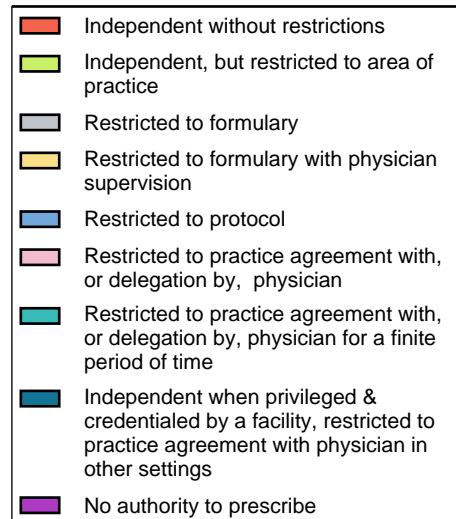 Independent without restrictions
Independent, but restricted to area of
practice
Restricted to formulary
Restricted to formulary with physician
supervision
Restricted to protocol
Restricted to practice agreement with,
or delegation by,  physician
Restricted to practice agreement with,
or delegation by, physician for a finite
period of time
Independent when privileged &
credentialed by a facility, restricted to
practice agreement with physician in
other settings
No authority to prescribe